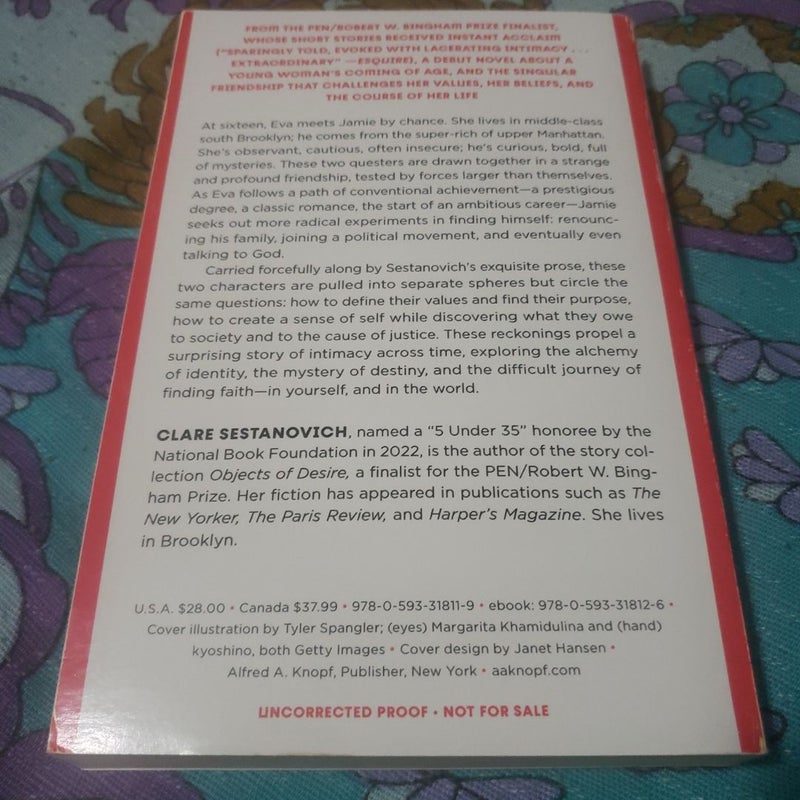 FROM THE PEN/ROBERT W. BINGHAM PRIZE FINALIST,
WHOSE SHORT STORIES RECEIVED INSTANT ACCLAIM
("SPARINGLY TOLD, EVOKED WITH LACERATING INTIMACY . . .
EXTRAORDINARY" —ESQUIRE), A DEBUT NOVEL ABOUT A
YOUNG WOMAN'S COMING OF AGE, AND THE SINGULAR
FRIENDSHIP THAT CHALLENGES HER VALUES, HER BELIEFS, AND
THE COURSE OF HER LIFE
At sixteen, Eva meets Jamie by chance. She lives in middle-class
south Brooklyn; he comes from the super-rich of upper Manhattan.
She's observant, cautious, often insecure; he's curious, bold, full
of mysteries. These two questers are drawn together in a strange
and profound friendship, tested by forces larger than themselves.
As Eva follows a path of conventional achievement—a prestigious
degree, a classic romance, the start of an ambitious career—Jamie
seeks out more radical experiments in finding himself: renounc-
ing his family, joining a political movement, and eventually even
talking to God.
Carried forcefully along by Sestanovich's exquisite prose, these
two characters are pulled into separate spheres but circle the
same questions: how to define their values and find their purpose,
how to create a sense of self while discovering what they owe
to society and to the cause of justice. These reckonings propel a
surprising story of intimacy across time, exploring the alchemy
of identity, the mystery of destiny, and the difficult journey of
finding faith—in yourself, and in the world.
CLARE SESTANOVICH, named a "5 Under 35" honoree by the
National Book Foundation in 2022, is the author of the story col-
lection Objects of Desire, a finalist for the PEN/Robert W. Bing-
ham Prize. Her fiction has appeared in publications such as The
New Yorker, The Paris Review, and Harper's Magazine. She lives
in Brooklyn.
U.S.A. $28.00 • Canada $37.99 • 978-0-593-31811-9 • ebook: 978-0-593-31812-6 •
Cover illustration by Tyler Spangler; (eyes) Margarita Khamidulina and (hand)
kyoshino, both Getty Images • Cover design by Janet Hansen •
Alfred A. Knopf, Publisher, New York • aaknopf.com
UNCORRECTED PROOF • NOT FOR SALE